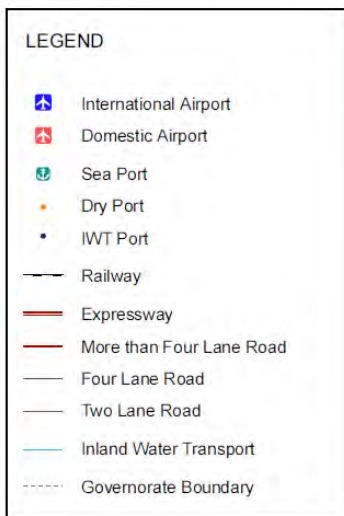 LEGEND
International Airport
Domestic Airport
Sea Port
Dry Port
IWT Port
Railway
Expressway
More than Four Lane Road
Four Lane Road
Two Lane Road
Inland Water Transport
Governorate Boundary